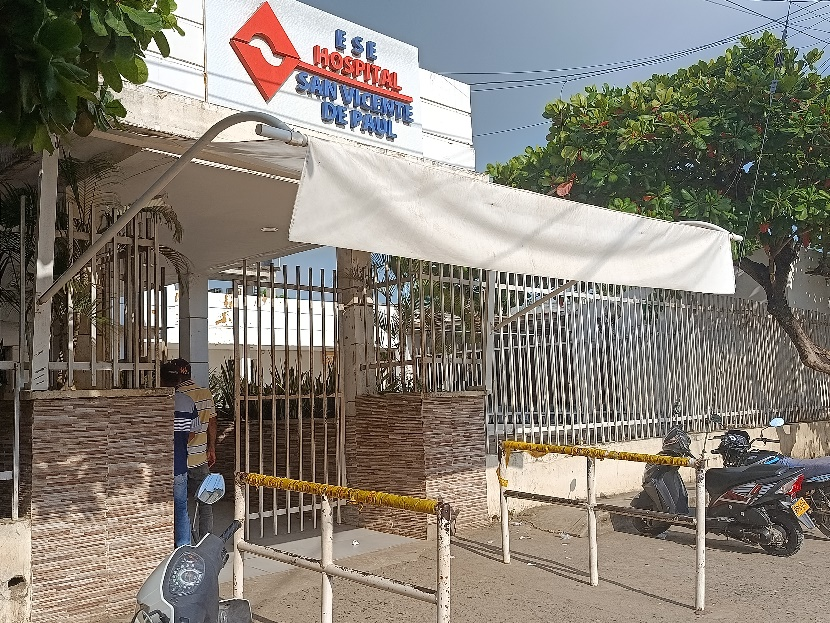 ESE
HOSPITAL
SAN VICENTE
DE PAUL